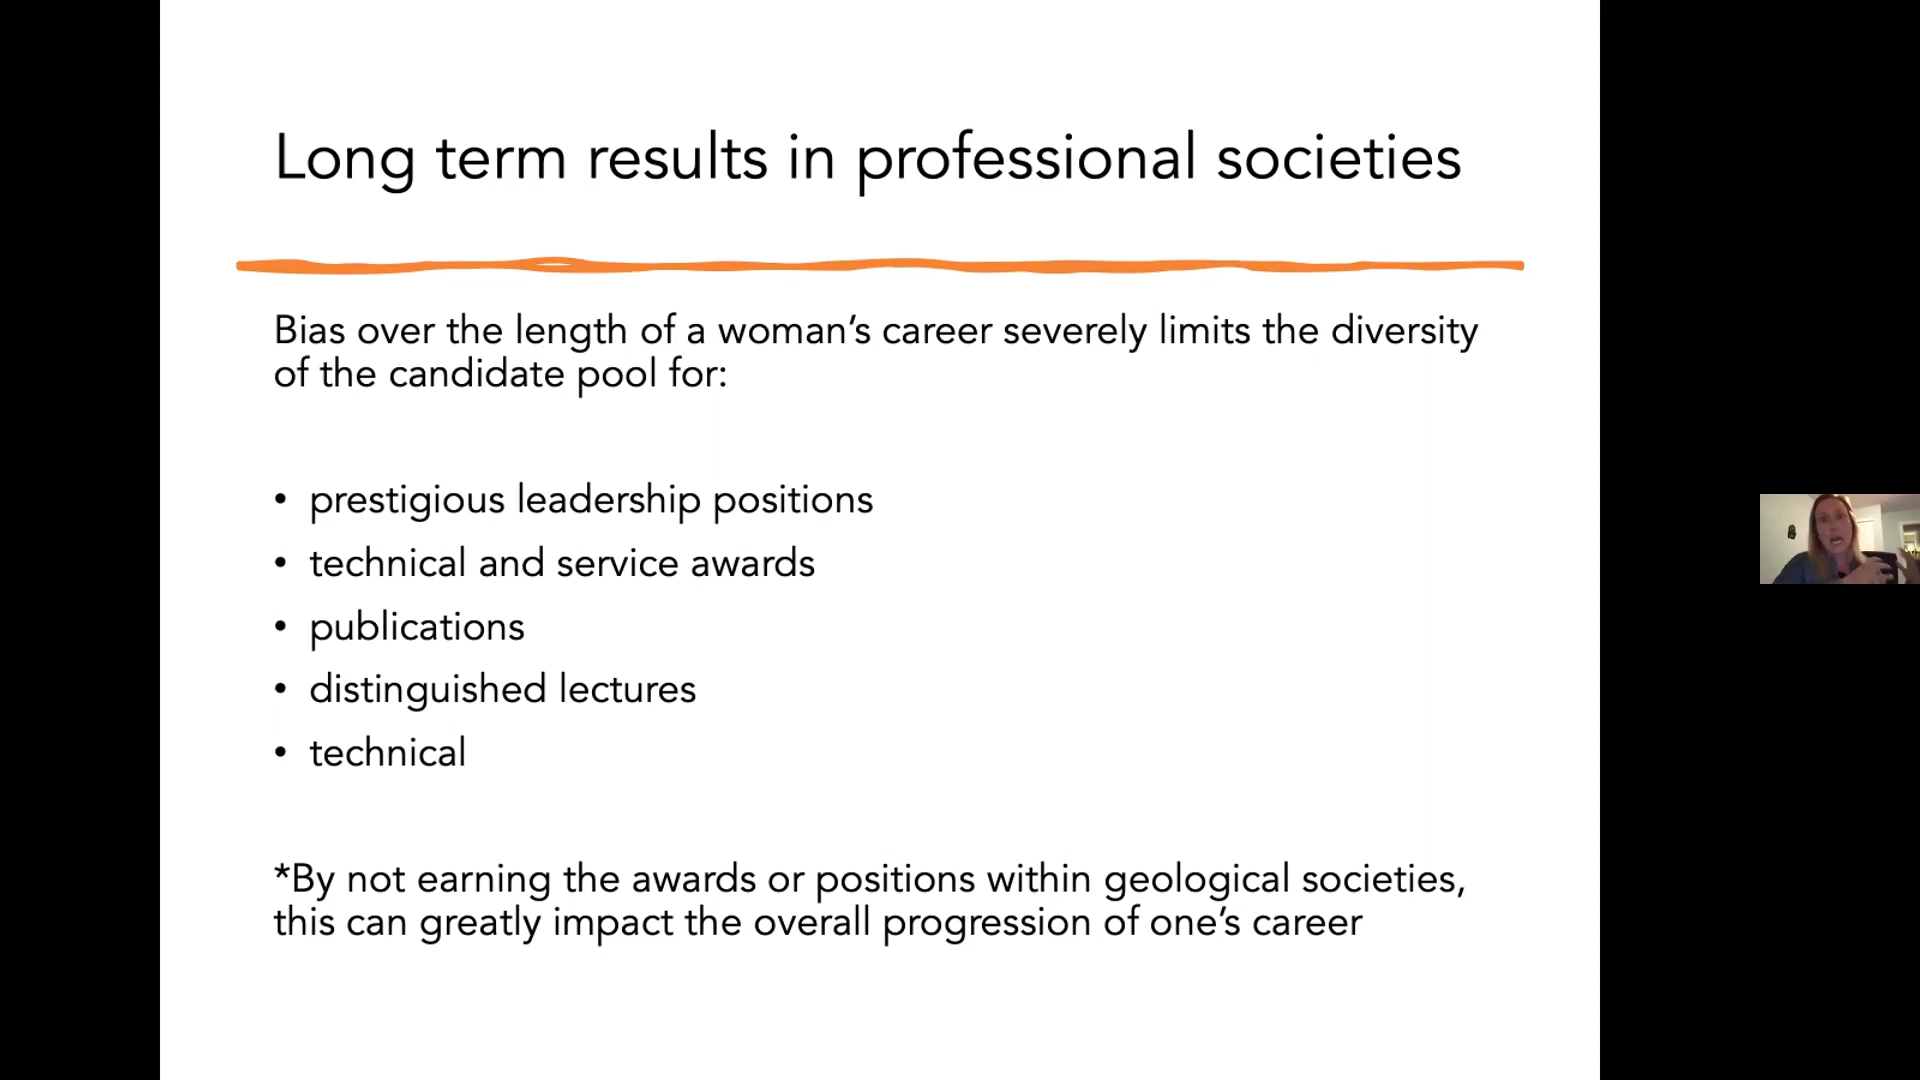 Long term results in professional societies
Bias over the length of a woman’s career severely limits the diversity
of the candidate pool for:
• prestigious leadership positions
• technical and service awards
• publications
• distinguished lectures
• technical
*By not earning the awards or positions within geological societies,
this can greatly impact the overall progression of one’s career